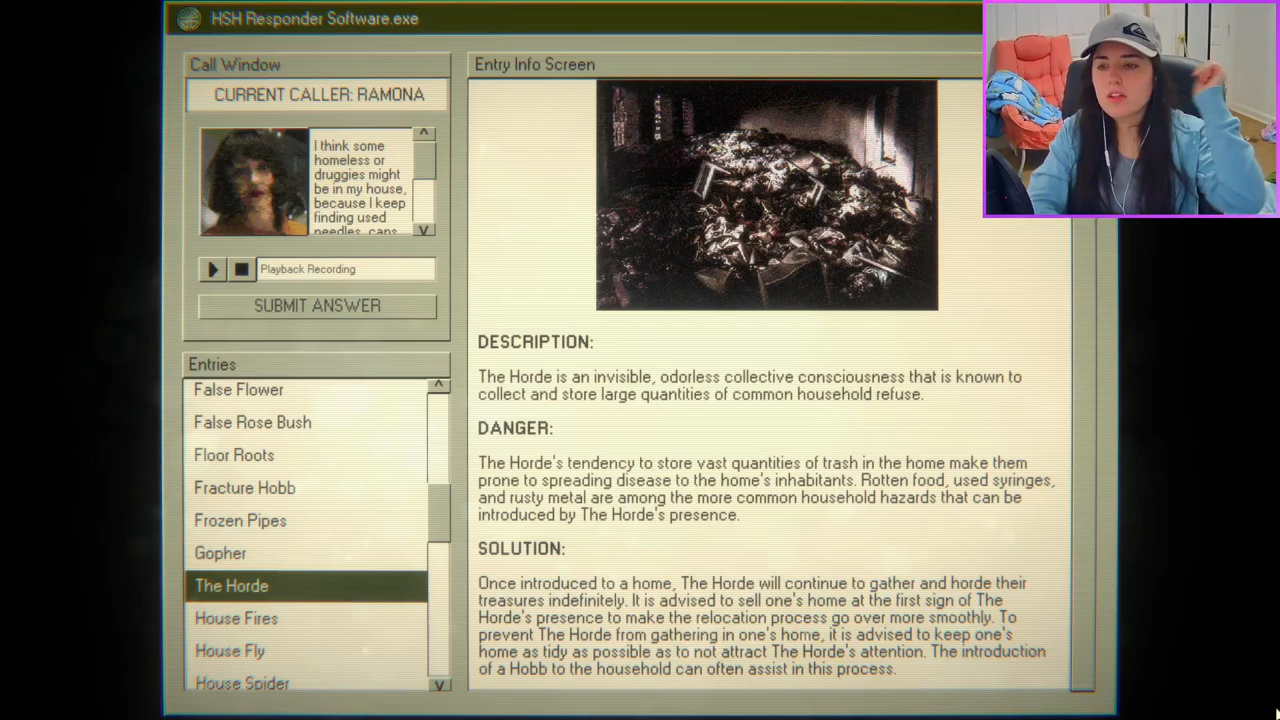 HSH Responder Software.exe
Call Window
CURRENT CALLER: RAMONA
I think some
homeless or
druggies might
be in my house,
because I keep
finding used
needles, cans,
Playback Recording
SUBMIT ANSWER
Entries
False Flower
False Rose Bush
Floor Roots
Fracture Hobb
Frozen Pipes
Gopher
The Horde
House Fires
House Fly
House Spider
Entry Info Screen
DESCRIPTION:
The Horde is an invisible, odorless collective consciousness that is known to
collect and store large quantities of common household refuse.
DANGER:
The Horde's tendency to store vast quantities of trash in the home make them
prone to spreading disease to the home's inhabitants. Rotten food, used syringes,
and rusty metal are among the more common household hazards that can be
introduced by The Horde's presence.
SOLUTION:
Once introduced to a home, The Horde will continue to gather and horde their
treasures indefinitely. It is advised to sell one's home at the first sign of The
Horde's presence to make the relocation process go over more smoothly. To
prevent The Horde from gathering in one's home, it is advised to keep one's
home as tidy as possible as to not attract The Horde's attention. The introduction
of a Hobb to the household can often assist in this process.